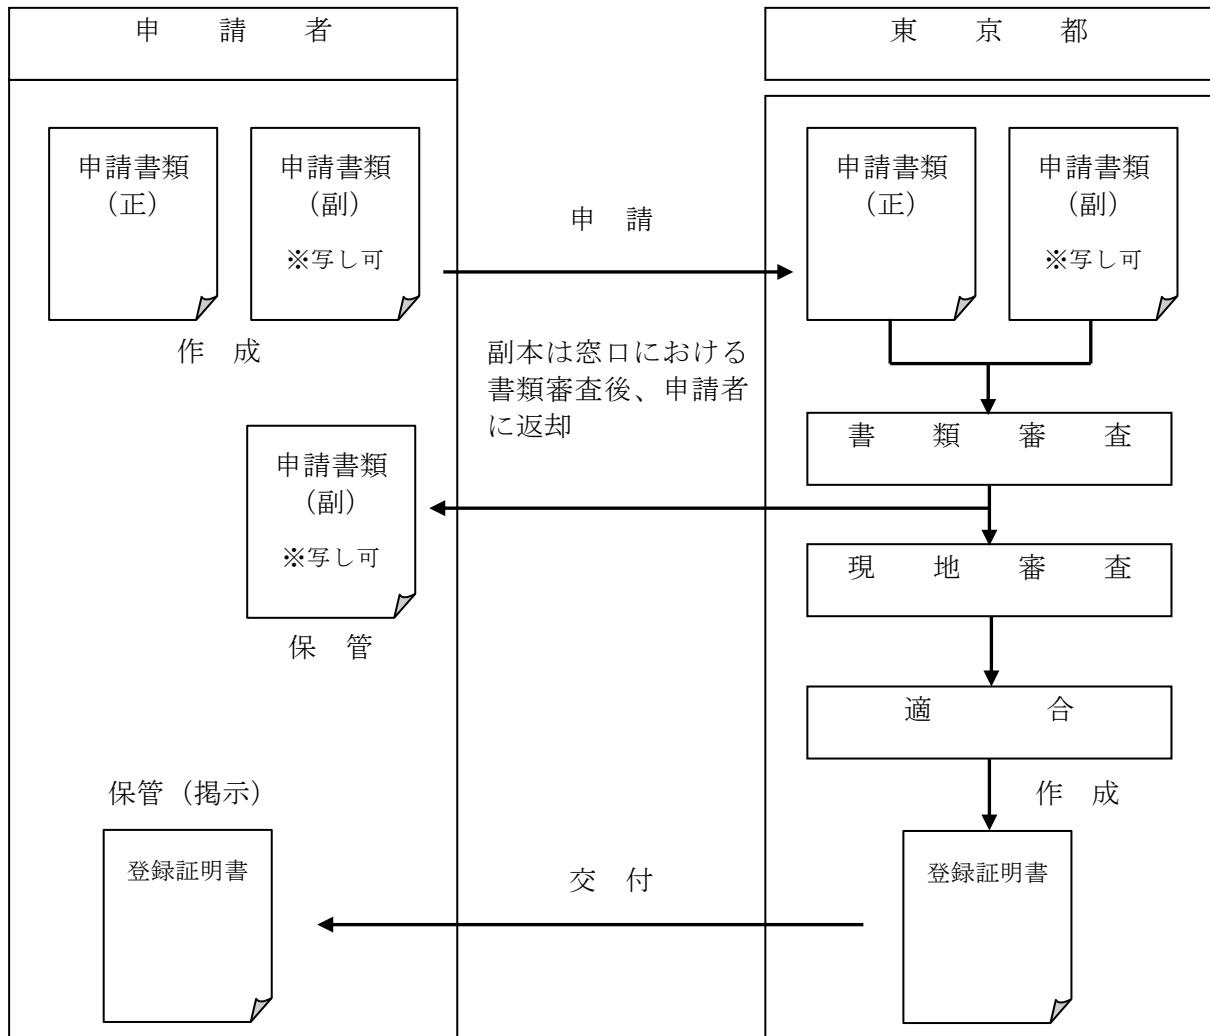 申請者
東京都
申請書類
（正）
申請書類
（副）
※写し可
作成
申請
申請書類
（正）
申請書類
（副）
※写し可
副本は窓口における
書類審査後、申請者
に返却
書類審査
申請書類
（副）
※写し可
保管
現地審査
適合
作成
保管（掲示）
登録証明書
交付
登録証明書